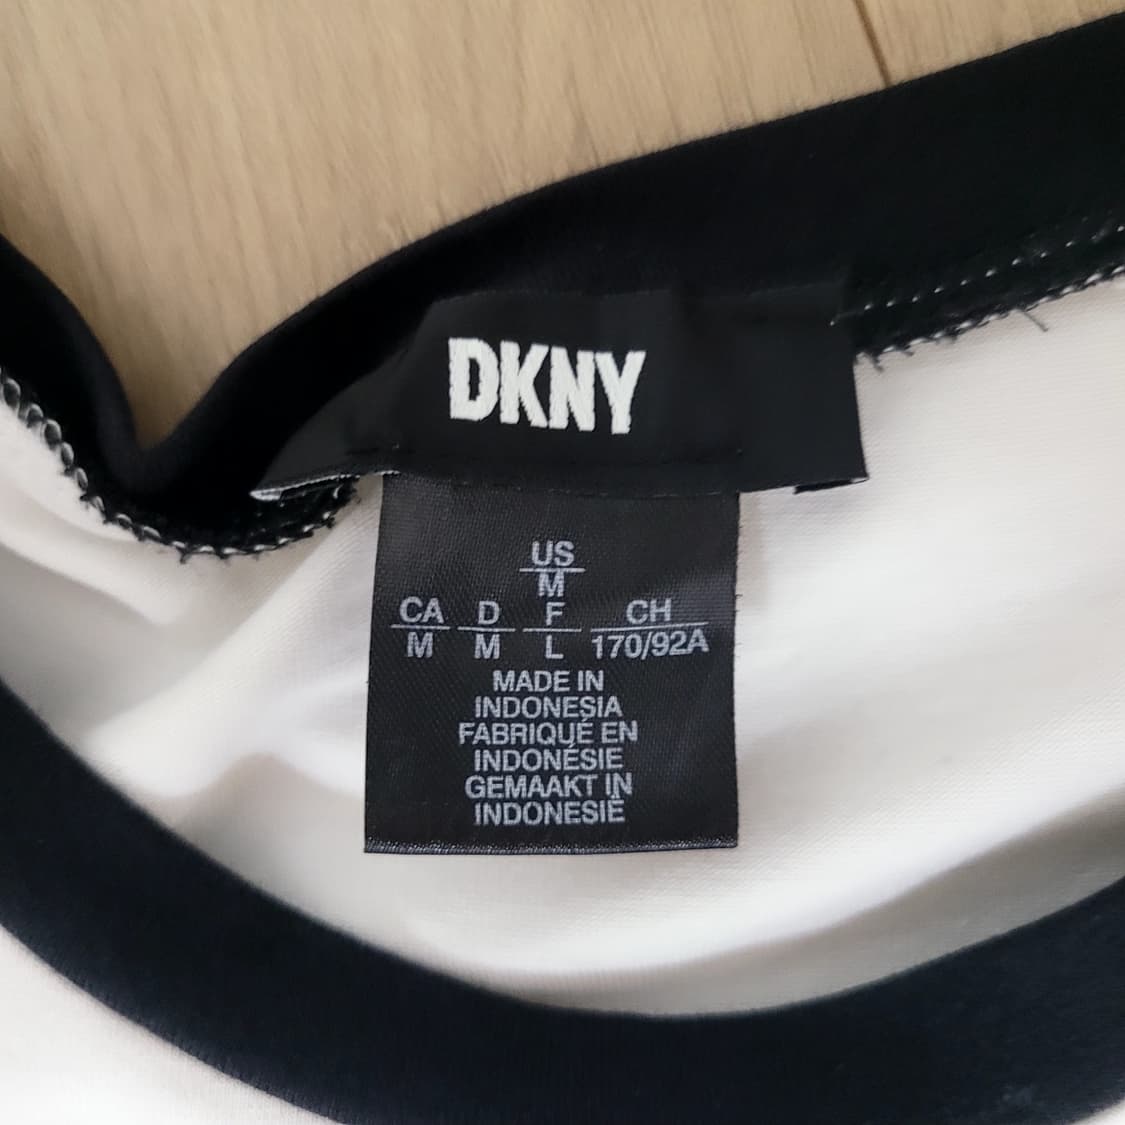 DKNY
US
M
CA D F CH
M M L 170/92A
MADE IN
INDONESIA
FABRIQUÉ EN
INDONÉSIE
GEMAAKT IN
INDONESIË